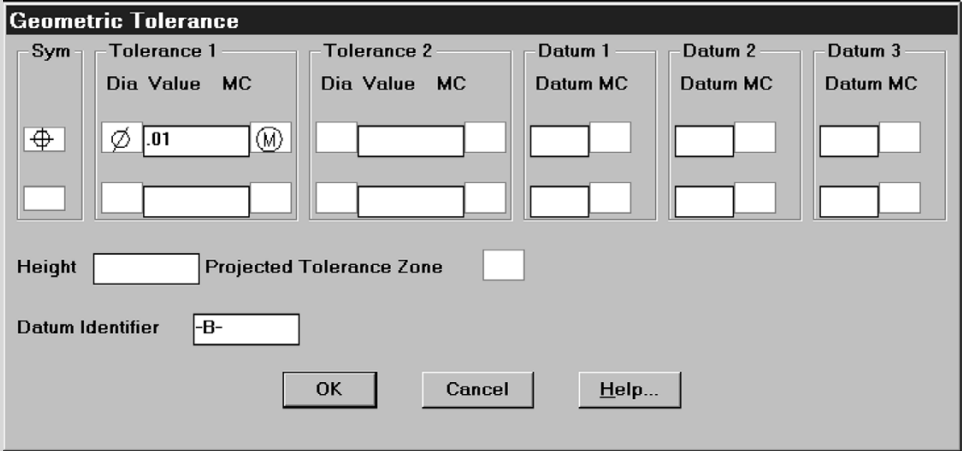 Geometric Tolerance
Sym Tolerance 1 Tolerance 2 Datum 1 Datum 2 Datum 3
Dia Value MC Dia Value MC Datum MC Datum MC Datum MC
⌖ ⌀ .01 Ⓜ
Height Projected Tolerance Zone
Datum Identifier -B-
OK Cancel Help...